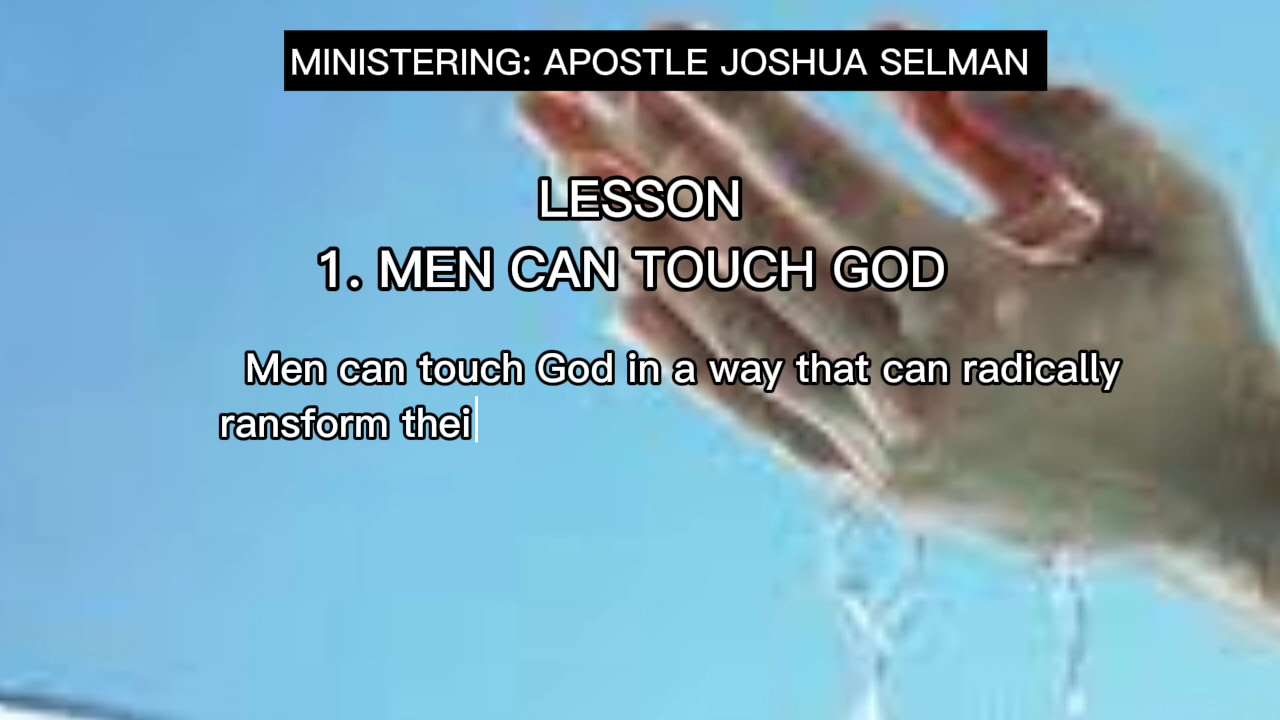 MINISTERING: APOSTLE JOSHUA SELMAN
LESSON
1. MEN CAN TOUCH GOD
Men can touch God in a way that can radically
ransform thei